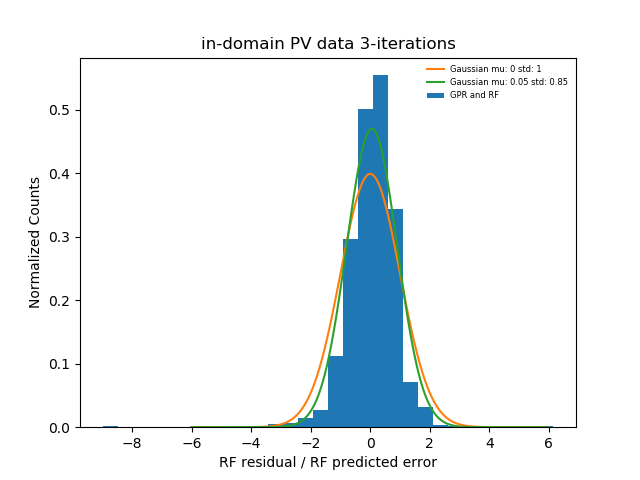 in-domain PV data 3-iterations
Gaussian mu: 0 std: 1
Gaussian mu: 0.05 std: 0.85
GPR and RF
Normalized Counts
0.5
0.4
0.3
0.2
0.1
0.0
−8 −6 −4 −2 0 2 4 6
RF residual / RF predicted error